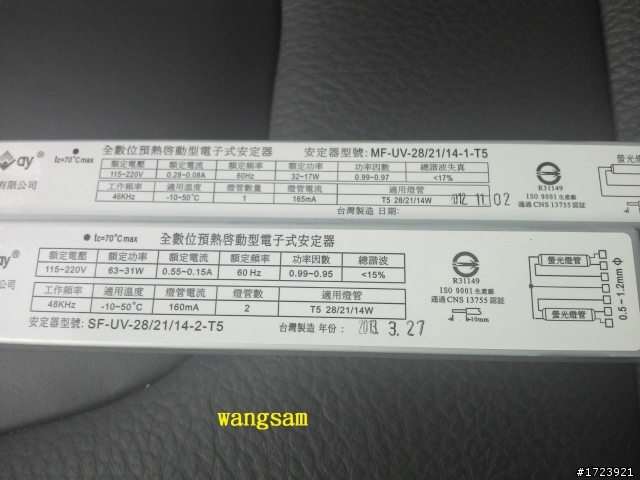 ay® tc=70°Cmax 全數位預熱啓動型電子式安定器 安定器型號: MF-UV-28/21/14-1-T5
有限公司
額定電壓 額定電流 額定頻率 額定功率 功率因數 總諧波失真
115~220V 0.28~0.08A 60Hz 32~17W 0.99~0.97 <17%
工作頻率 適用溫度 燈管數量 燈管電流 適用燈管
48KHz -10~50°C 1 165mA T5 28/21/14W
台灣製造 日期: 2012 11 02
R31149
ISO 9001 生產廠
通過 CNS 13755 認証
螢光燈管
ay® tc=70°Cmax 全數位預熱啓動型電子式安定器
公司
額定電壓 額定功率 額定電流 額定頻率 功率因數 總諧波
115~220V 63~31W 0.55~0.15A 60 Hz 0.99~0.95 <15%
工作頻率 適用溫度 燈管電流 燈管數 適用燈管
48KHz -10~50°C 160mA 2 T5 28/21/14W
安定器型號: SF-UV-28/21/14-2-T5 台灣製造 年份: 2013 3.27
R31149
ISO 9001 生產廠
通過 CNS 13755 認証
10mm
螢光燈管
螢光燈管
0.5~1.2mm Φ
wangsam
#1723921